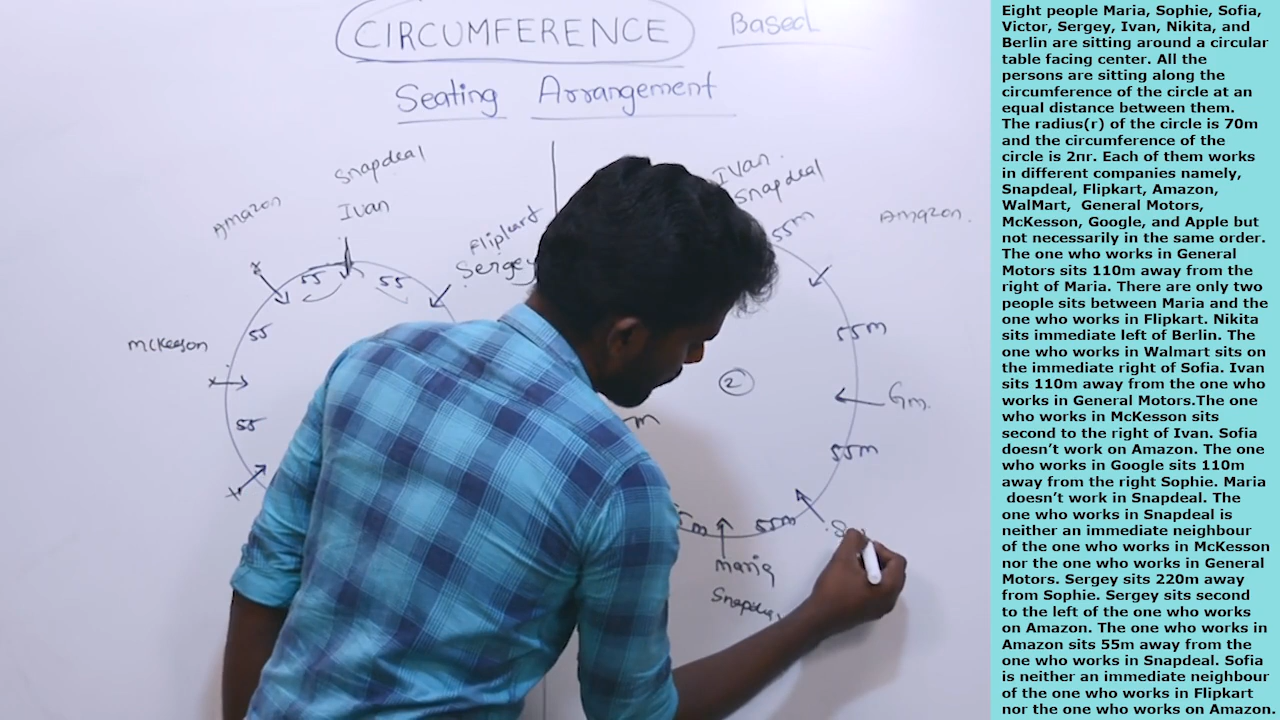 CIRCUMFERENCE Based
Seating Arrangement
Amazon
Snapdeal
Ivan
Flipkart
Sergey
55
55
55
McKesson
55
Ivan
Snapdeal
55m
Amazon.
55m
②
Gm.
m
55m
55m
Maria
Eight people Maria, Sophie, Sofia,
Victor, Sergey, Ivan, Nikita, and
Berlin are sitting around a circular
table facing center. All the
persons are sitting along the
circumference of the circle at an
equal distance between them.
The radius(r) of the circle is 70m
and the circumference of the
circle is 2πr. Each of them works
in different companies namely,
Snapdeal, Flipkart, Amazon,
WalMart, General Motors,
McKesson, Google, and Apple but
not necessarily in the same order.
The one who works in General
Motors sits 110m away from the
right of Maria. There are only two
people sits between Maria and the
one who works in Flipkart. Nikita
sits immediate left of Berlin. The
one who works in Walmart sits on
the immediate right of Sofia. Ivan
sits 110m away from the one who
works in General Motors.The one
who works in McKesson sits
second to the right of Ivan. Sofia
doesn't work on Amazon. The one
who works in Google sits 110m
away from the right Sophie. Maria
doesn't work in Snapdeal. The
one who works in Snapdeal is
neither an immediate neighbour
of the one who works in McKesson
nor the one who works in General
Motors. Sergey sits 220m away
from Sophie. Sergey sits second
to the left of the one who works
on Amazon. The one who works in
Amazon sits 55m away from the
one who works in Snapdeal. Sofia
is neither an immediate neighbour
of the one who works in Flipkart
nor the one who works on Amazon.